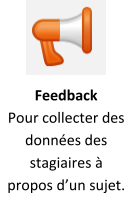 Feedback
Pour collecter des
données des
stagiaires à
propos d’un sujet.